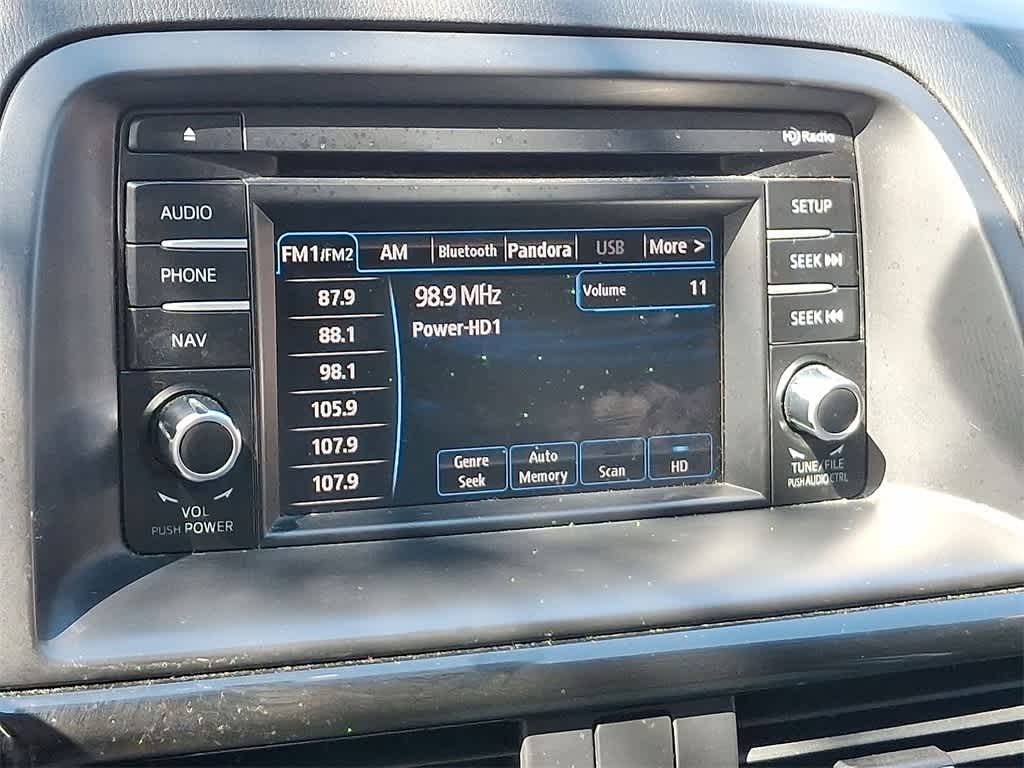 HD Radio
AUDIO
PHONE
NAV
VOL
PUSH POWER
FM1/FM2 AM Bluetooth Pandora USB More >
87.9
88.1
98.1
105.9
107.9
107.9
98.9 MHz
Power-HD1
Volume 11
Genre
Seek
Auto
Memory
Scan
HD
SETUP
SEEK
SEEK
TUNE/FILE
PUSH AUDIO CTRL